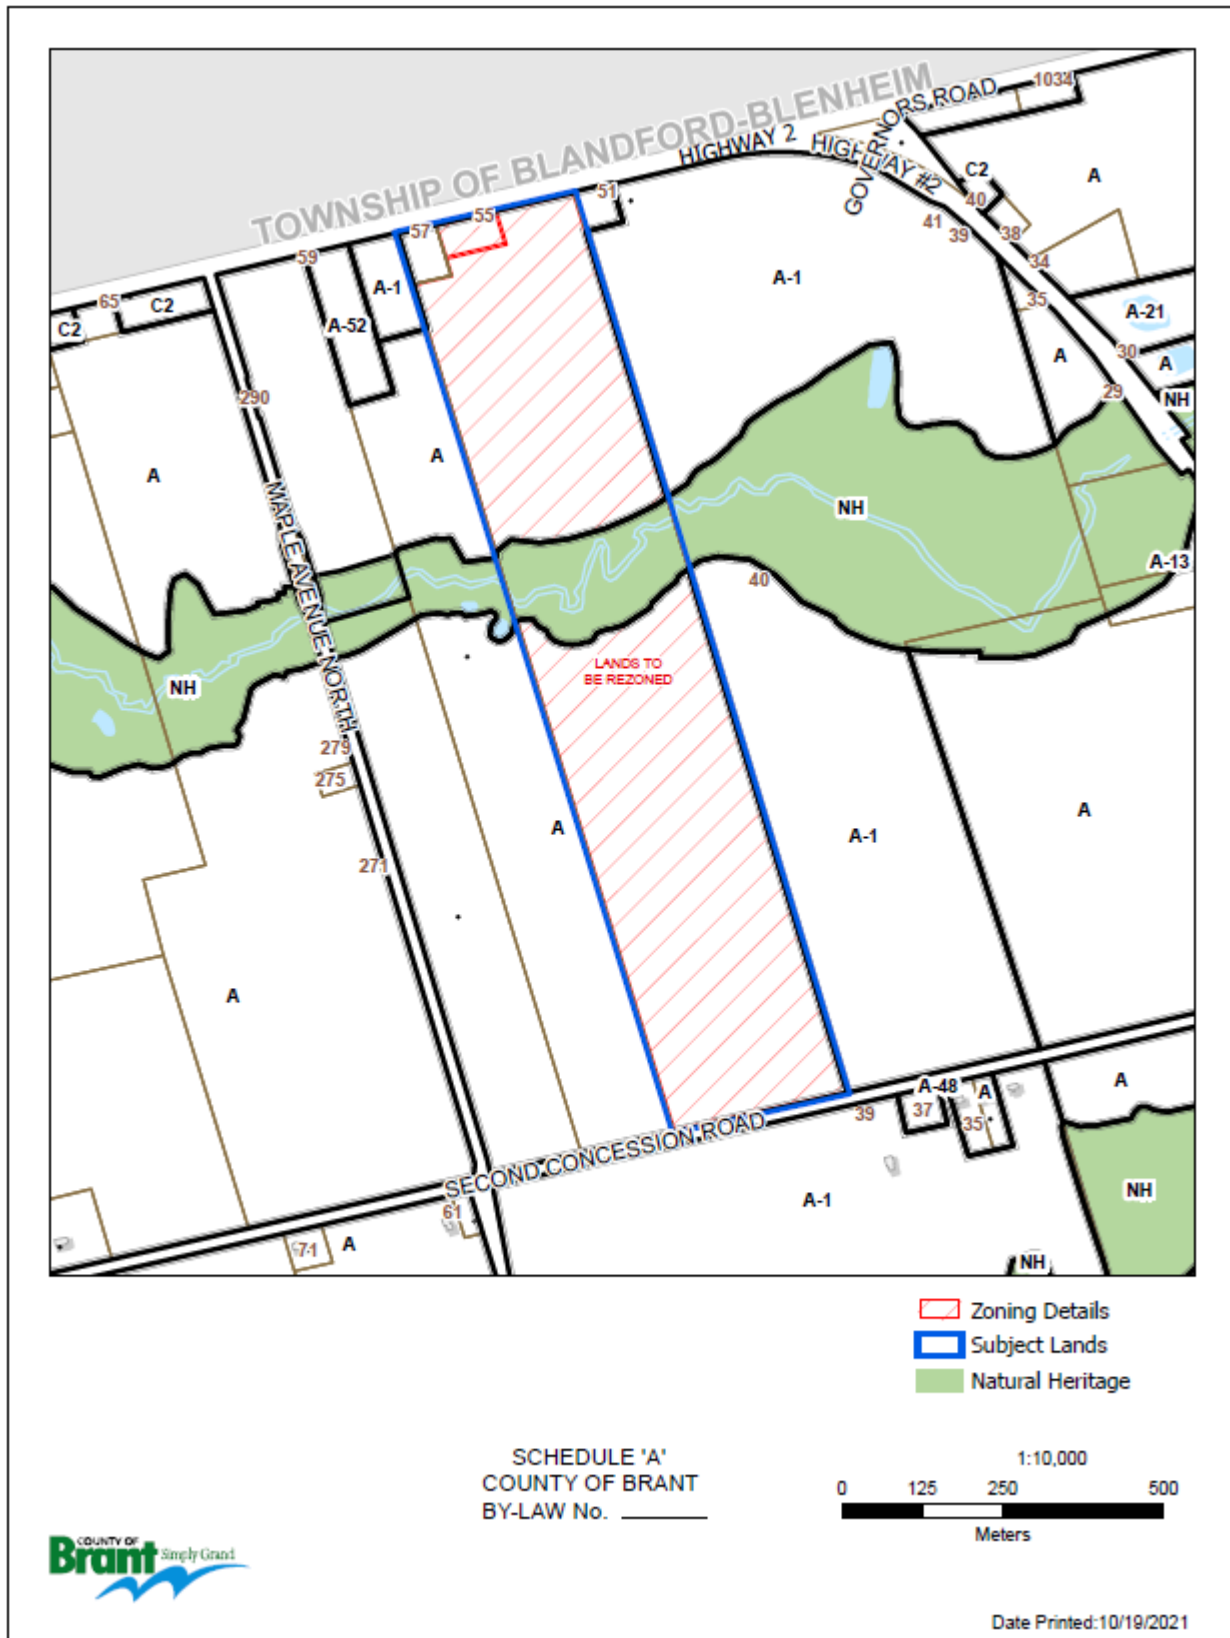 TOWNSHIP OF BLANDFORD-BLENHEIM
1034
GOVERNORS ROAD
HIGHWAY 2
HIGHWAY #2
C2
A
40
51
55
57
41
39
38
59
34
A-1
A-1
65
C2
35
C2
A-52
A-21
30
A
A
29
290
NH
A
A
NH
MAPLE AVENUE NORTH
A-13
40
LANDS TO
BE REZONED
NH
279
275
A
A-1
A
271
A
A-48
A
A
37
39
35
SECOND CONCESSION ROAD
NH
A-1
61
A
71
NH
Zoning Details
Subject Lands
Natural Heritage
SCHEDULE 'A'
COUNTY OF BRANT
BY-LAW No.
1:10,000
0 125 250 500
Meters
COUNTY OF
Brant Simply Grand
Date Printed:10/19/2021